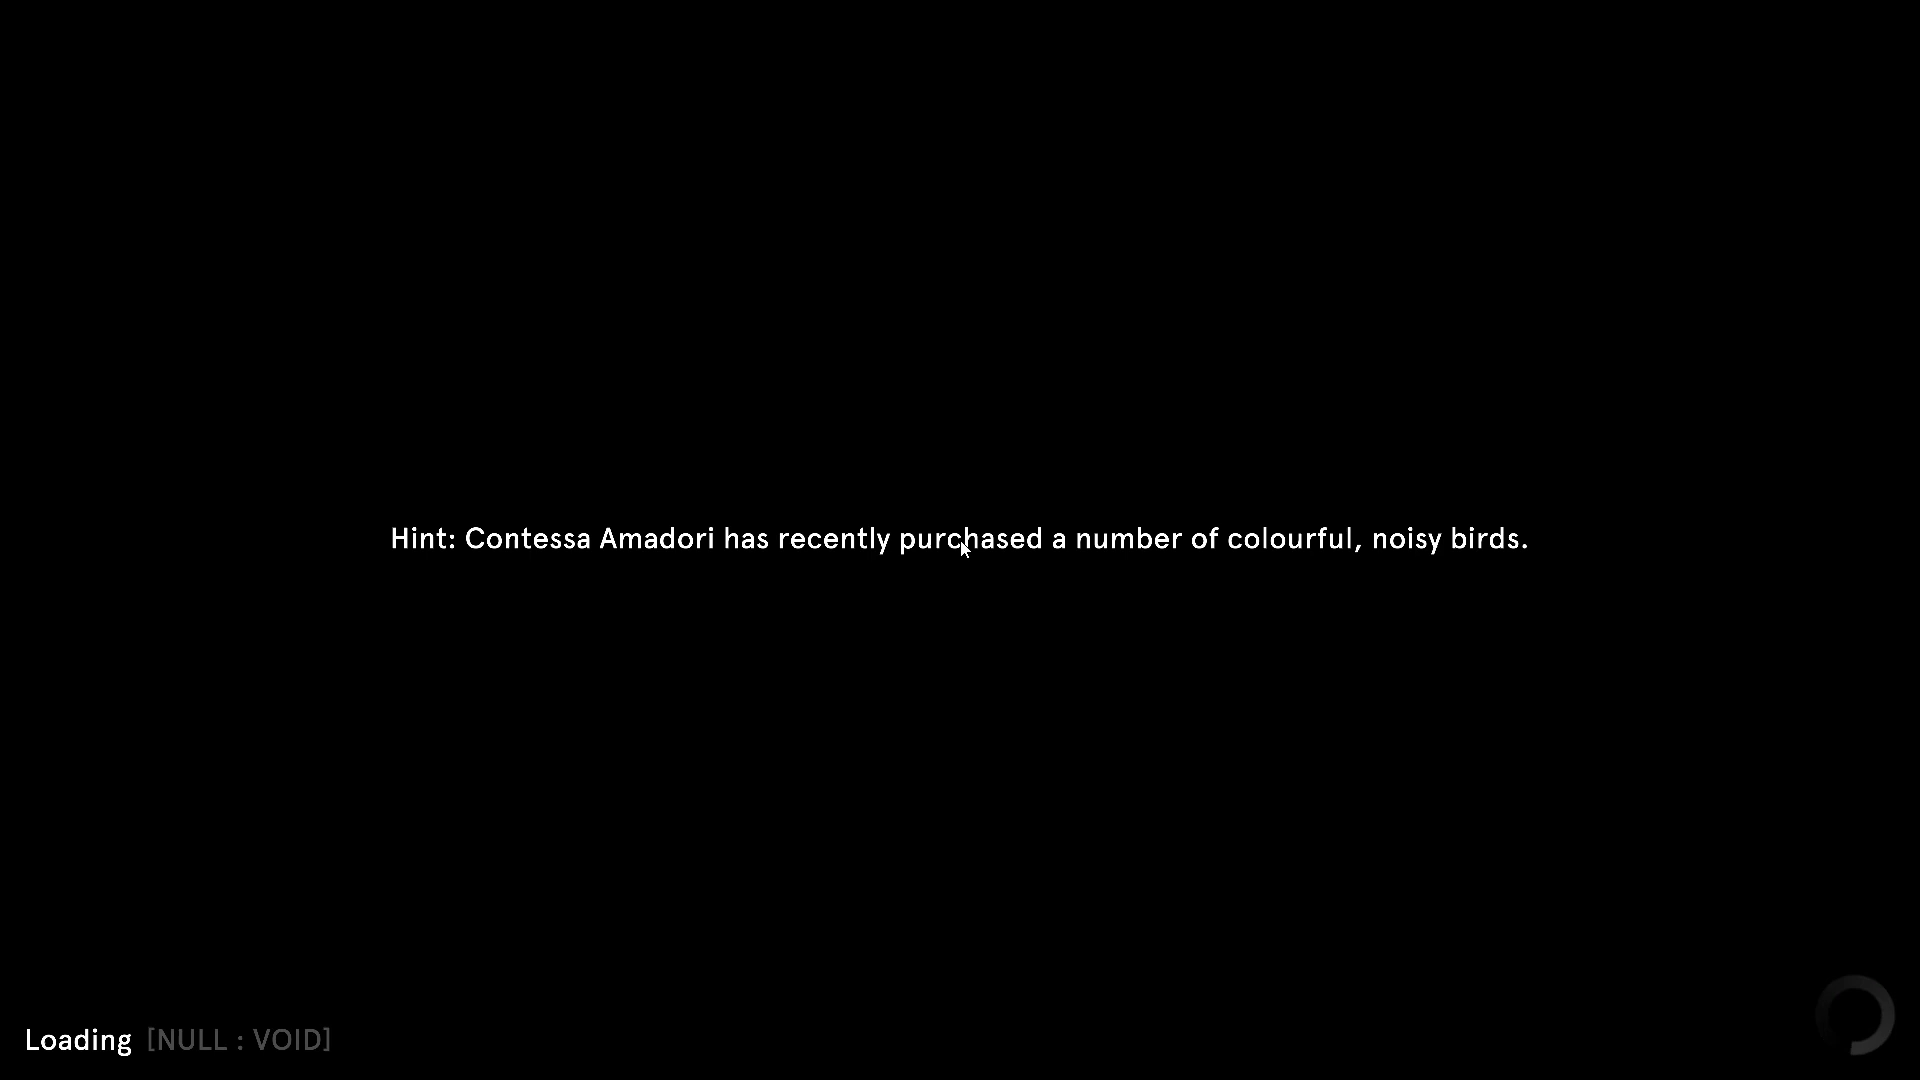 Hint: Contessa Amadori has recently purchased a number of colourful, noisy birds.
Loading [NULL : VOID]